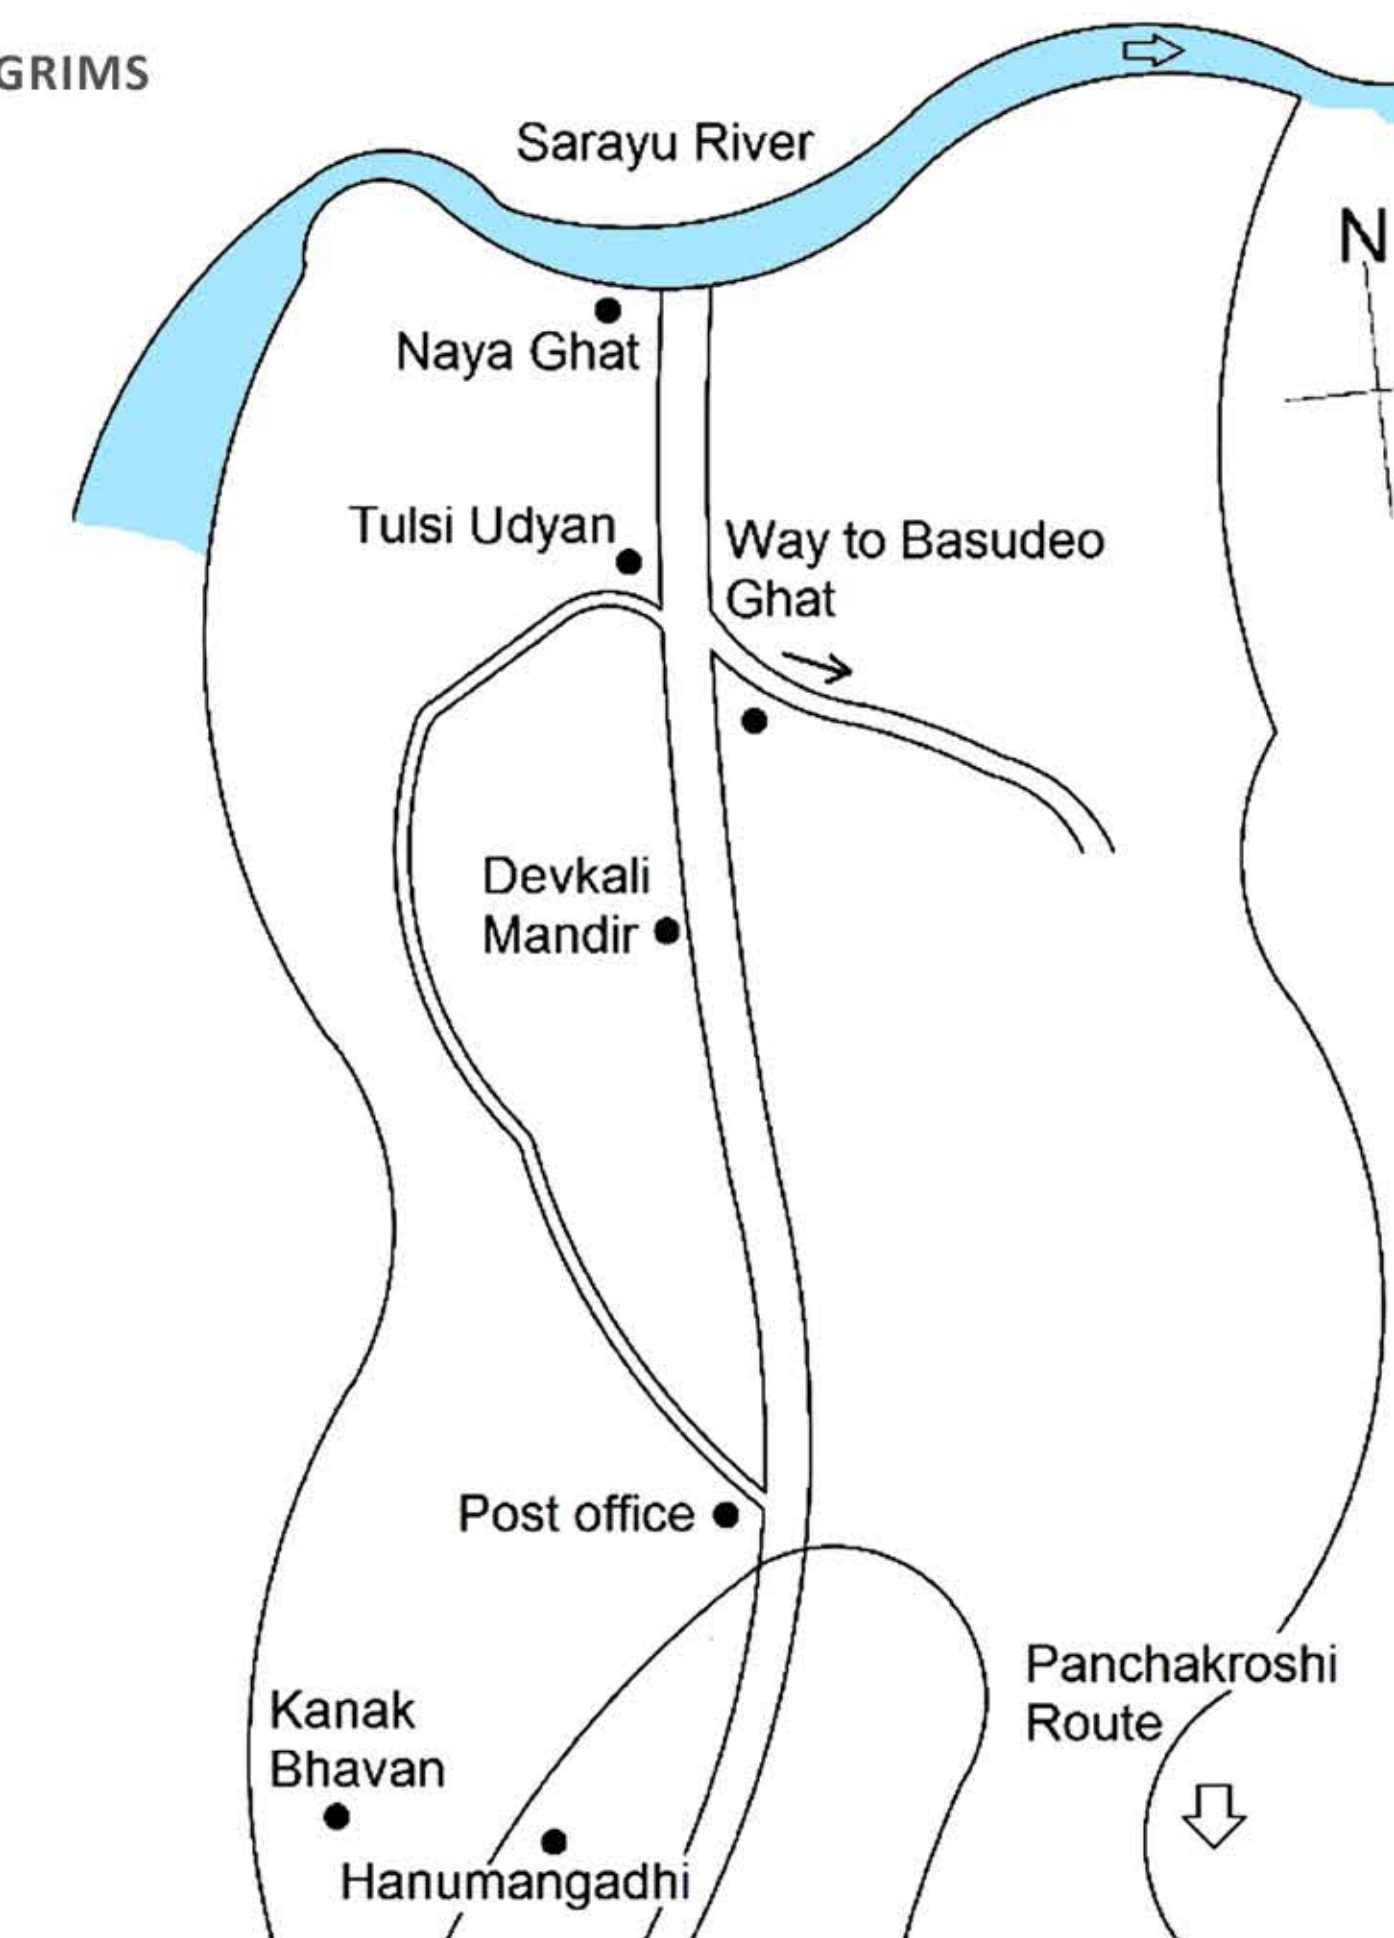 GRIMS
Sarayu River
N
Naya Ghat
Tulsi Udyan
Way to Basudeo
Ghat
Devkali
Mandir
Post office
Panchakroshi
Route
Kanak
Bhavan
Hanumangadhi